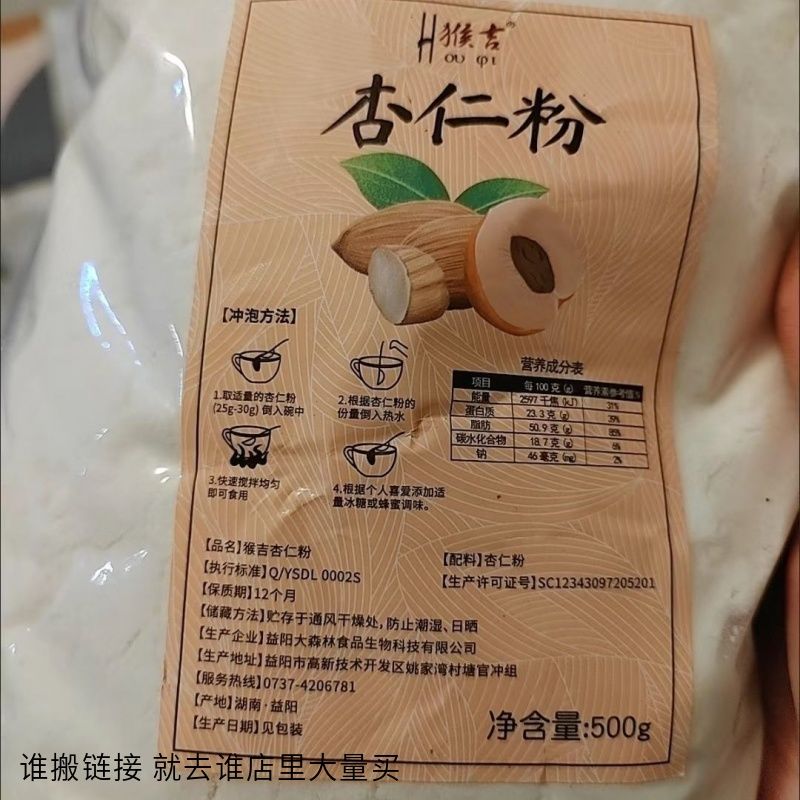 猴吉®
HOU qi
杏仁粉
【冲泡方法】
1.取适量的杏仁粉
(25g-30g)倒入碗中
2.根据杏仁粉的
份量倒入热水
3.快速搅拌均匀
即可食用
4.根据个人喜爱添加适
量冰糖或蜂蜜调味。
营养成分表
项目 每100克(g) 营养素参考值%
能量 2597千焦(kJ) 31%
蛋白质 23.3克(g) 39%
脂肪 50.9克(g) 85%
碳水化合物 18.7克(g) 6%
钠 46毫克(mg) 2%
【品名】猴吉杏仁粉
【配料】杏仁粉
【执行标准】Q/YSDL 0002S
【生产许可证号】SC12343097205201
【保质期】12个月
【储藏方法】贮存于通风干燥处,防止潮湿、日晒
【生产企业】益阳大森林食品生物科技有限公司
【生产地址】益阳市高新技术开发区姚家湾村塘官冲组
【服务热线】0737-4206781
【产地】湖南·益阳
【生产日期】见包装
净含量:500g
谁搬链接 就去谁店里大量买